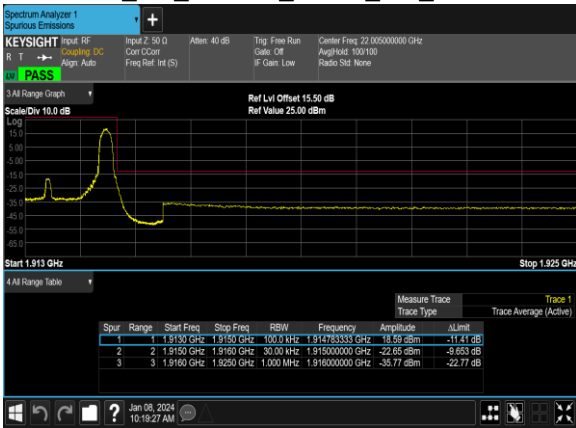 Spectrum Analyzer 1
Spurious Emissions
KEYSIGHT
R T
LW PASS
Input: RF
Coupling: DC
Align: Auto
Input Z: 50 Ω
Corr CCorr
Freq Ref: Int (S)
Atten: 40 dB
Trig: Free Run
Gate: Off
IF Gain: Low
Center Freq: 22.005000000 GHz
Avg|Hold: 100/100
Radio Std: None
3 All Range Graph
Scale/Div 10.0 dB
Ref Lvl Offset 15.50 dB
Ref Value 25.00 dBm
Log
15.0
5.00
-5.00
-15.0
-25.0
-35.0
-45.0
-55.0
-65.0
Start 1.913 GHz
Stop 1.925 GHz
4 All Range Table
Measure Trace Trace 1
Trace Type Trace Average (Active)
Spur Range Start Freq Stop Freq RBW Frequency Amplitude ΔLimit
1 1 1.9130 GHz 1.9150 GHz 100.0 kHz 1.914783333 GHz 18.59 dBm -11.41 dB
2 2 1.9150 GHz 1.9160 GHz 30.00 kHz 1.915000000 GHz -22.65 dBm -9.653 dB
3 3 1.9160 GHz 1.9250 GHz 1.000 MHz 1.916000000 GHz -35.77 dBm -22.77 dB
?
Jan 08, 2024
10:19:27 AM